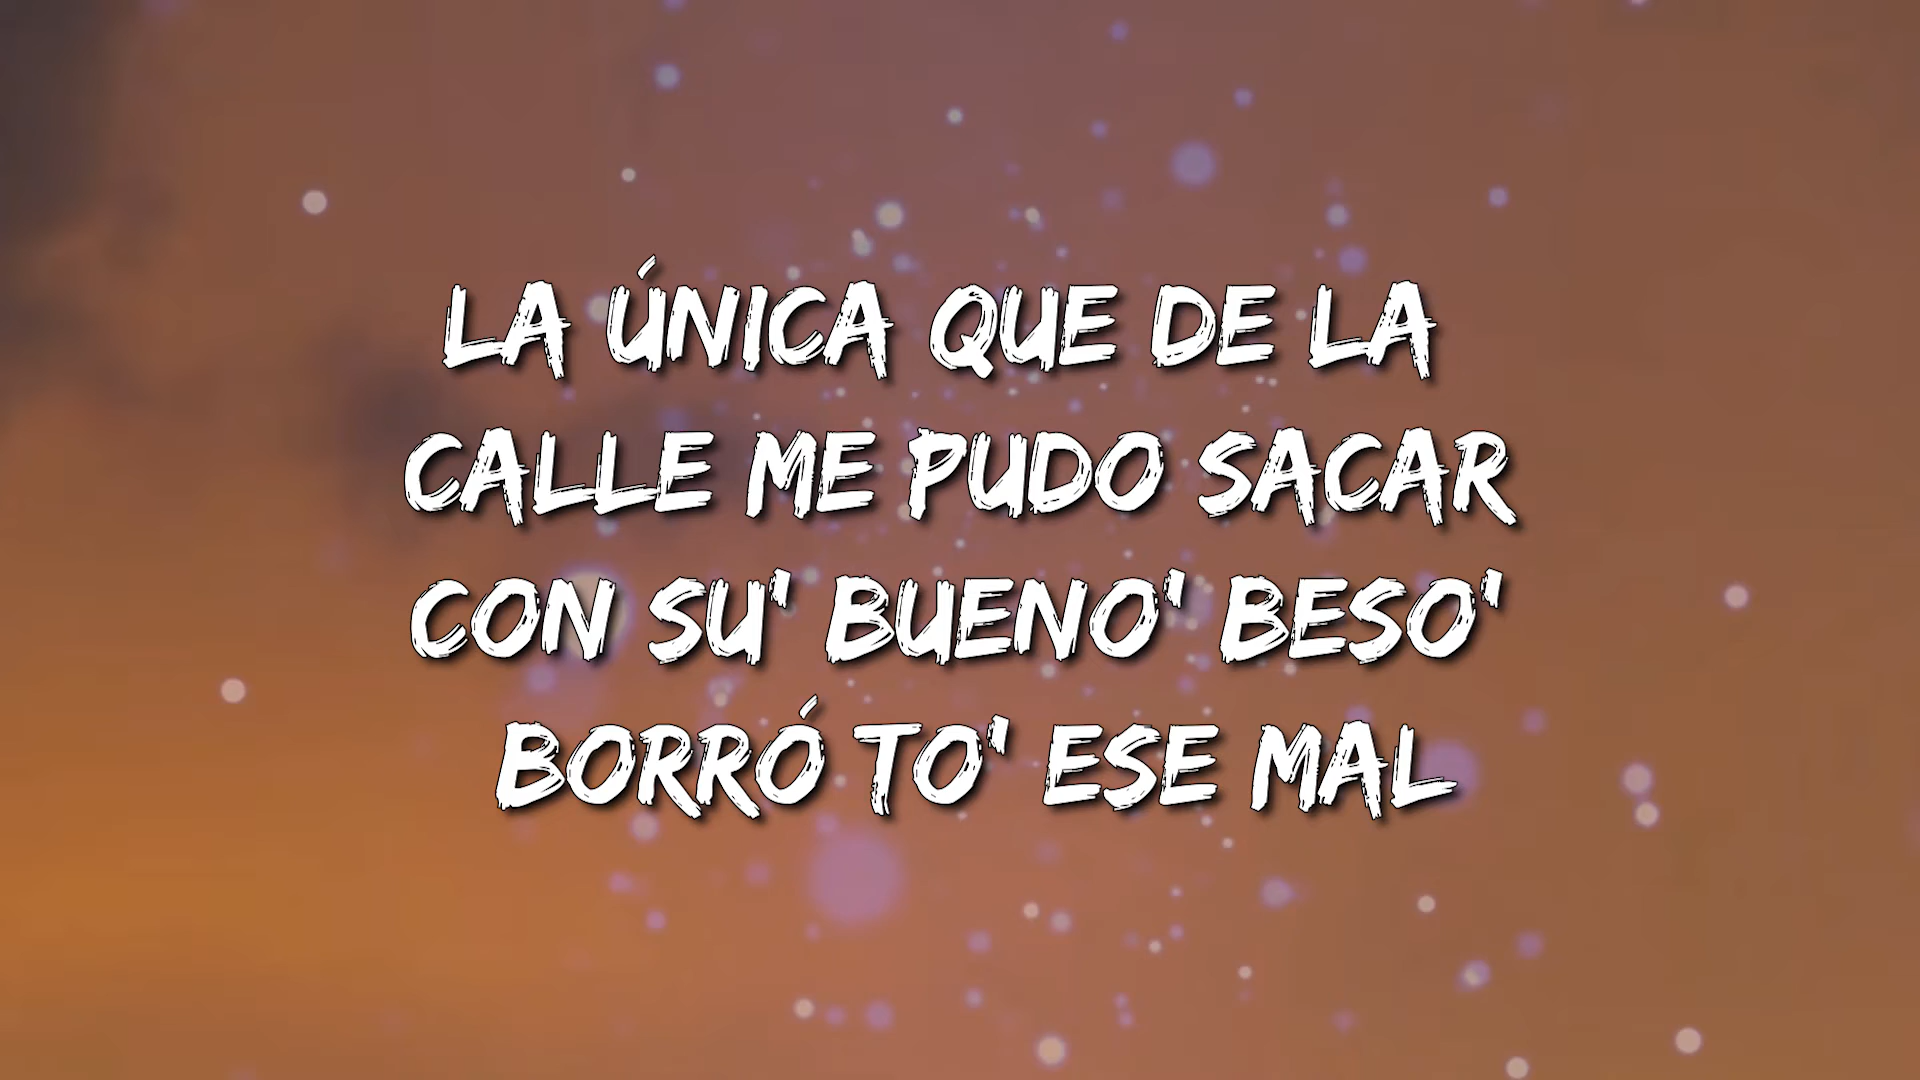 LA ÚNICA QUE DE LA
CALLE ME PUDO SACAR
CON SU' BUENO' BESO'
BORRÓ TO' ESE MAL